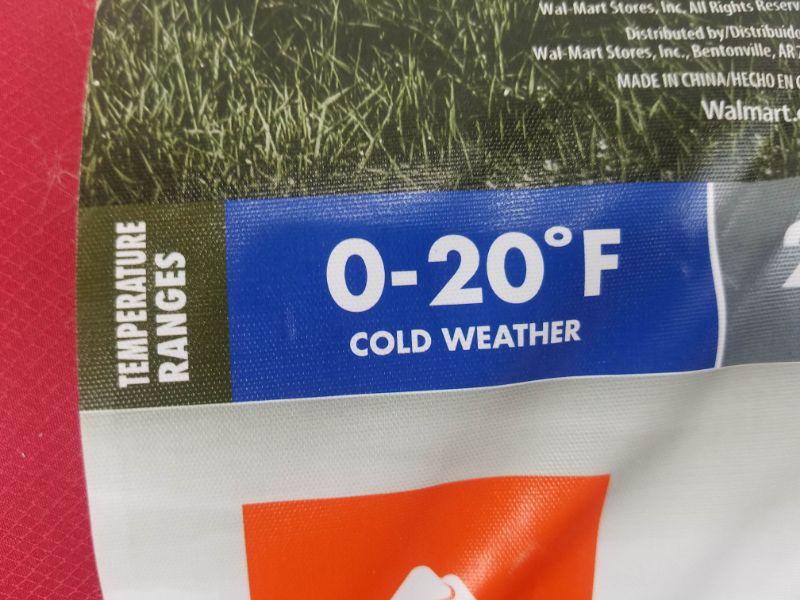 Wal-Mart Stores, Inc. All Rights
Distributed by/Distribuido
Wal-Mart Stores, Inc., Bentonville, AR
MADE IN CHINA/HECHO EN
Walmart.
TEMPERATURE
RANGES
0-20°F
COLD WEATHER